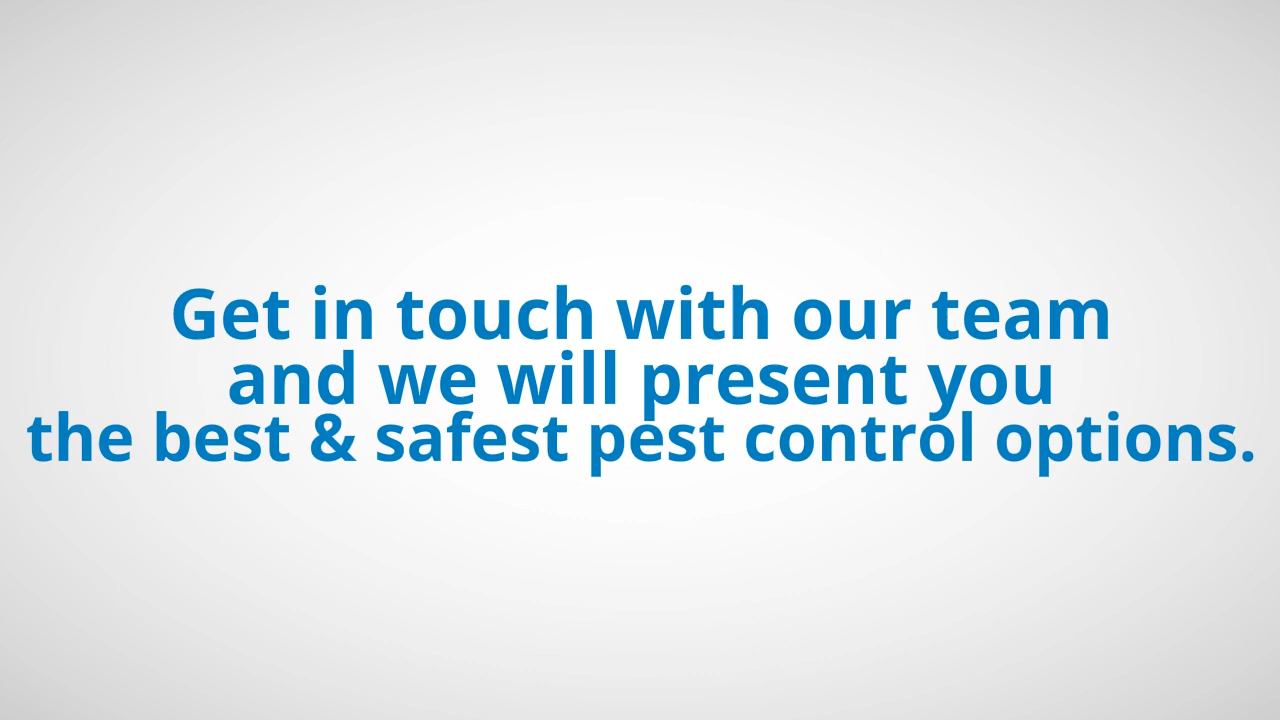 Get in touch with our team
and we will present you
the best & safest pest control options.